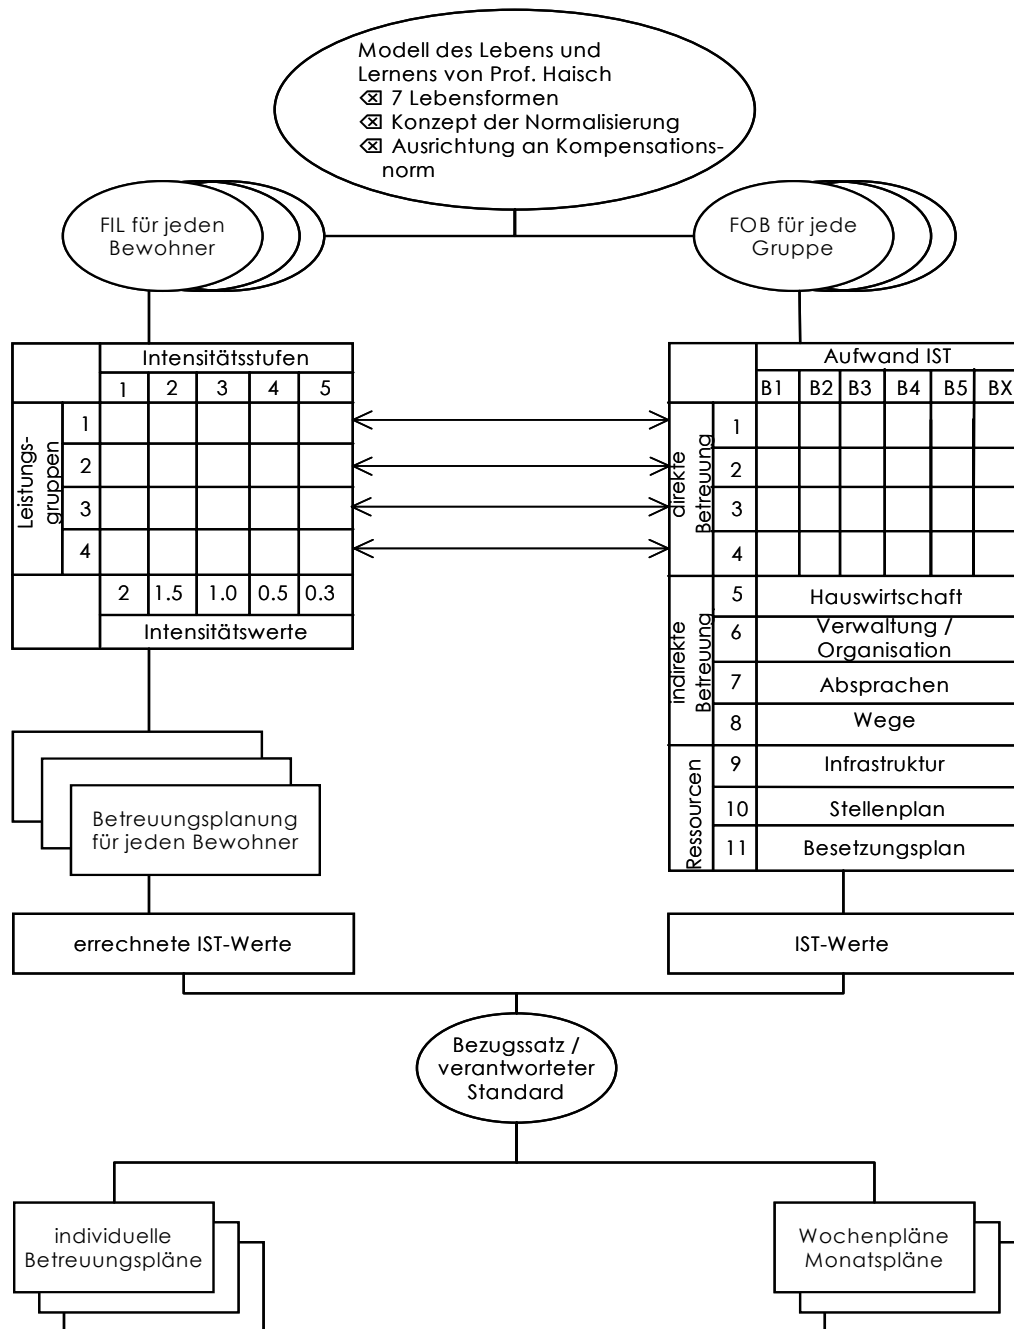 Modell des Lebens und
Lernens von Prof. Haisch
⌫ 7 Lebensformen
⌫ Konzept der Normalisierung
⌫ Ausrichtung an Kompensations-
norm
FIL für jeden
Bewohner
FOB für jede
Gruppe
Intensitätsstufen
1 2 3 4 5
Leistungs-
gruppen
1
2
3
4
2 1.5 1.0 0.5 0.3
Intensitätswerte
Aufwand IST
B1 B2 B3 B4 B5 BX
direkte
Betreuung
1
2
3
4
indirekte
Betreuung
5 Hauswirtschaft
6 Verwaltung /
Organisation
7 Absprachen
8 Wege
Ressourcen
9 Infrastruktur
10 Stellenplan
11 Besetzungsplan
Betreuungsplanung
für jeden Bewohner
errechnete IST-Werte
IST-Werte
Bezugssatz /
verantworteter
Standard
individuelle
Betreuungspläne
Wochenpläne
Monatspläne